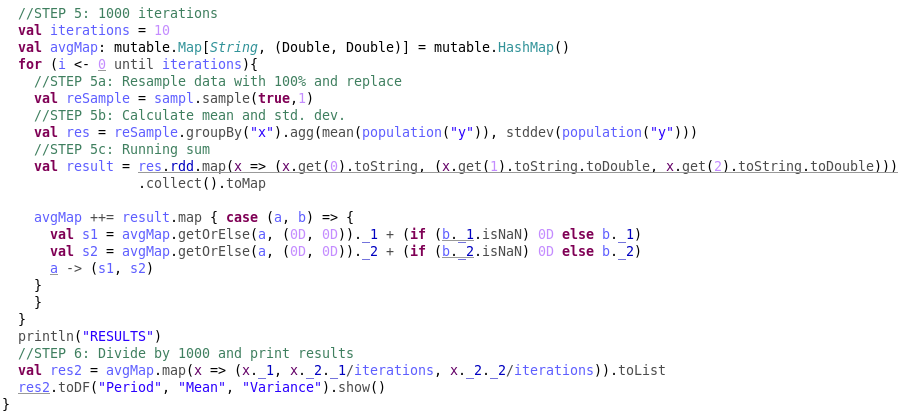 //STEP 5: 1000 iterations
val iterations = 10
val avgMap: mutable.Map[String, (Double, Double)] = mutable.HashMap()
for (i <- 0 until iterations){
//STEP 5a: Resample data with 100% and replace
val reSample = sampl.sample(true,1)
//STEP 5b: Calculate mean and std. dev.
val res = reSample.groupBy("x").agg(mean(population("y")), stddev(population("y")))
//STEP 5c: Running sum
val result = res.rdd.map(x => (x.get(0).toString, (x.get(1).toString.toDouble, x.get(2).toString.toDouble)))
.collect().toMap
avgMap ++= result.map { case (a, b) => {
val s1 = avgMap.getOrElse(a, (0D, 0D))._1 + (if (b._1.isNaN) 0D else b._1)
val s2 = avgMap.getOrElse(a, (0D, 0D))._2 + (if (b._2.isNaN) 0D else b._2)
a -> (s1, s2)
}
}
}
println("RESULTS")
//STEP 6: Divide by 1000 and print results
val res2 = avgMap.map(x => (x._1, x._2._1/iterations, x._2._2/iterations)).toList
res2.toDF("Period", "Mean", "Variance").show()
}